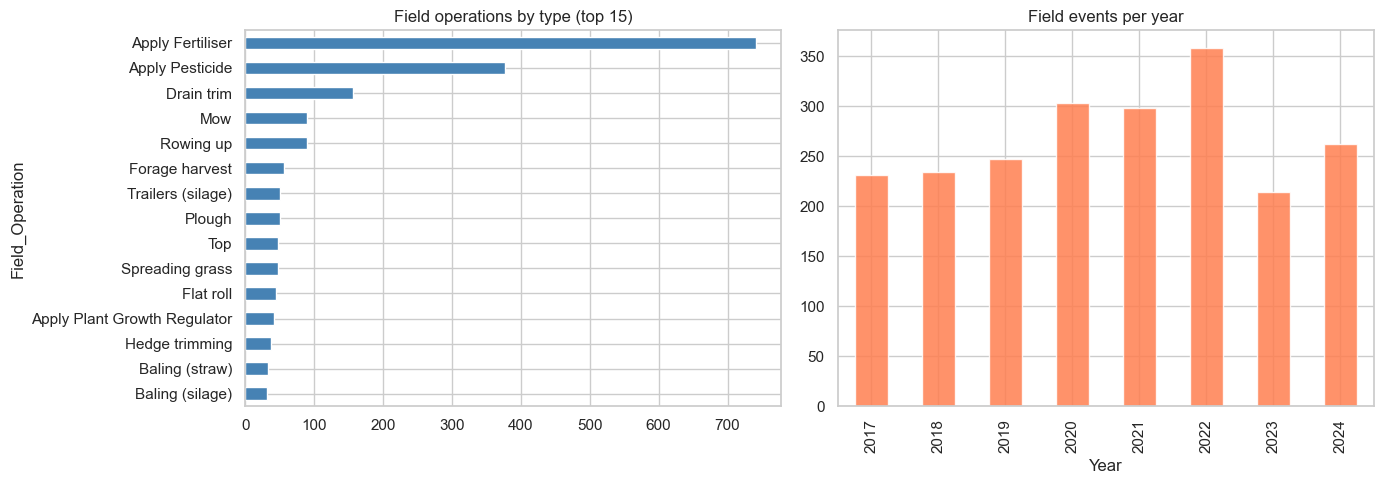 Field operations by type (top 15)
Field_Operation
Apply Fertiliser
Apply Pesticide
Drain trim
Mow
Rowing up
Forage harvest
Trailers (silage)
Plough
Top
Spreading grass
Flat roll
Apply Plant Growth Regulator
Hedge trimming
Baling (straw)
Baling (silage)
0 100 200 300 400 500 600 700
Field events per year
350
300
250
200
150
100
50
0
2017 2018 2019 2020 2021 2022 2023 2024
Year